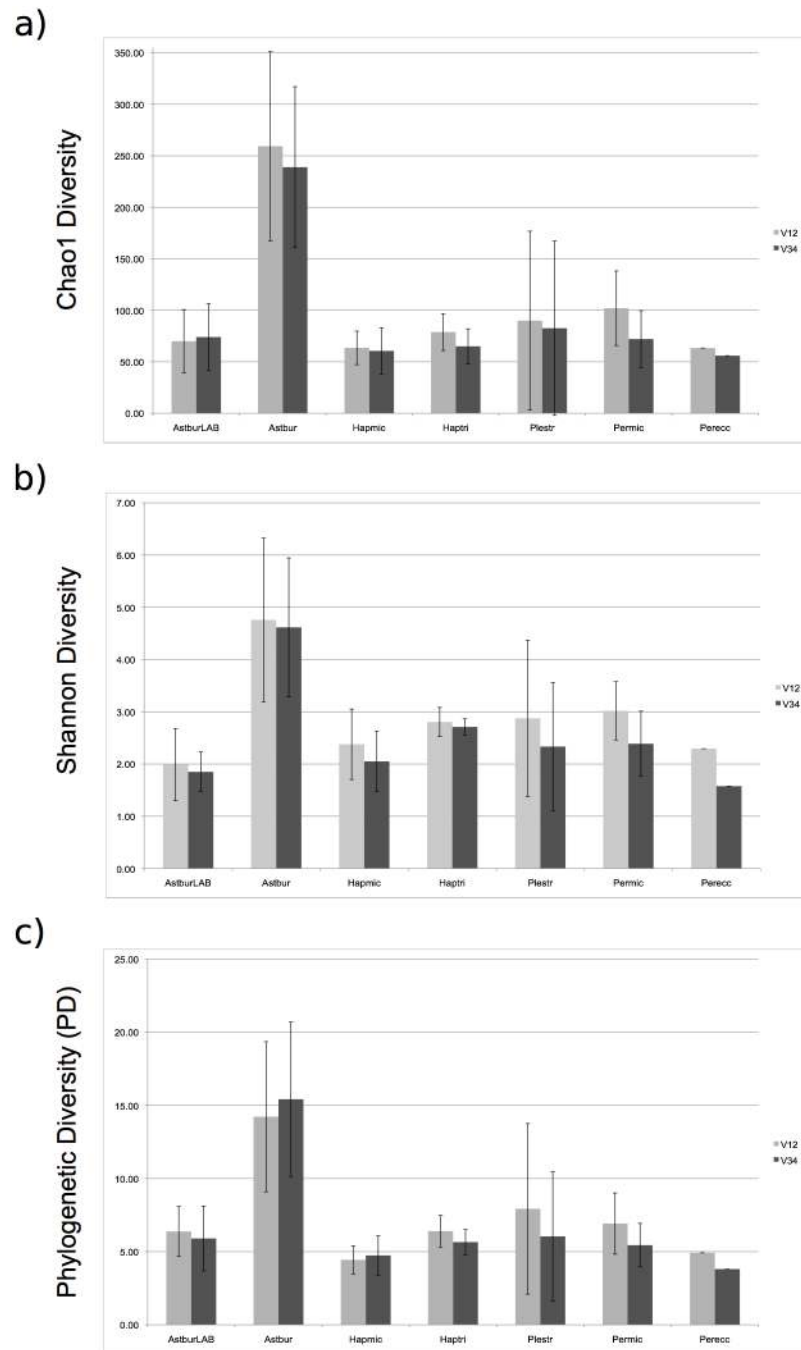 a)
Chao1 Diversity
350.00
300.00
250.00
200.00
150.00
100.00
50.00
0.00
AstburLAB Astbur Hapmic Haptri Plestr Permic Perecc
V12
V34
b)
Shannon Diversity
7.00
6.00
5.00
4.00
3.00
2.00
1.00
0.00
AstburLAB Astbur Hapmic Haptri Plestr Permic Perecc
V12
V34
c)
Phylogenetic Diversity (PD)
25.00
20.00
15.00
10.00
5.00
0.00
AstburLAB Astbur Hapmic Haptri Plestr Permic Perecc
V12
V34